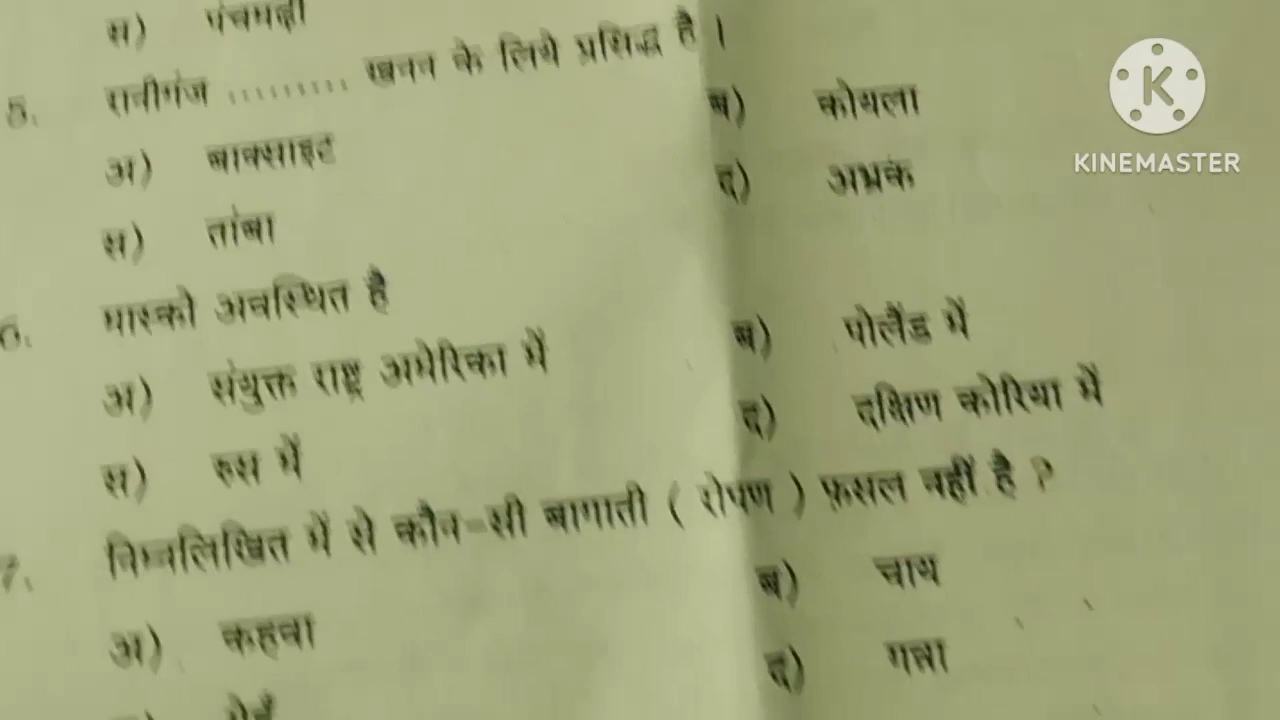 स) पंचमढ़ी
5. रानीगंज ......... खनन के लिये प्रसिद्ध है ।
अ) बाक्साइट ब) कोयला
स) तांबा द) अभ्रक
6. मास्को अवस्थित है
अ) संयुक्त राष्ट्र अमेरिका में ब) पोलैंड में
स) रुस में द) दक्षिण कोरिया में
7. निम्नलिखित में से कौन-सी बागाती ( रोपण ) फ़सल नहीं है ?
अ) कहवा ब) चाय
गेहूँ द) गन्ना
KINEMASTER